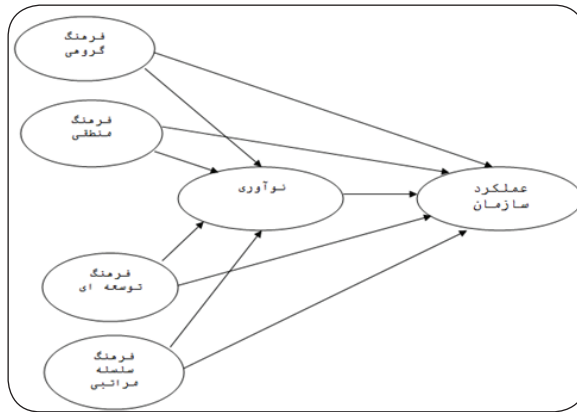 فرهنگ
گروهی
فرهنگ
منطقی
نوآوری
عملکرد
سازمان
فرهنگ
توسعه ای
فرهنگ
سلسله
مراتبی